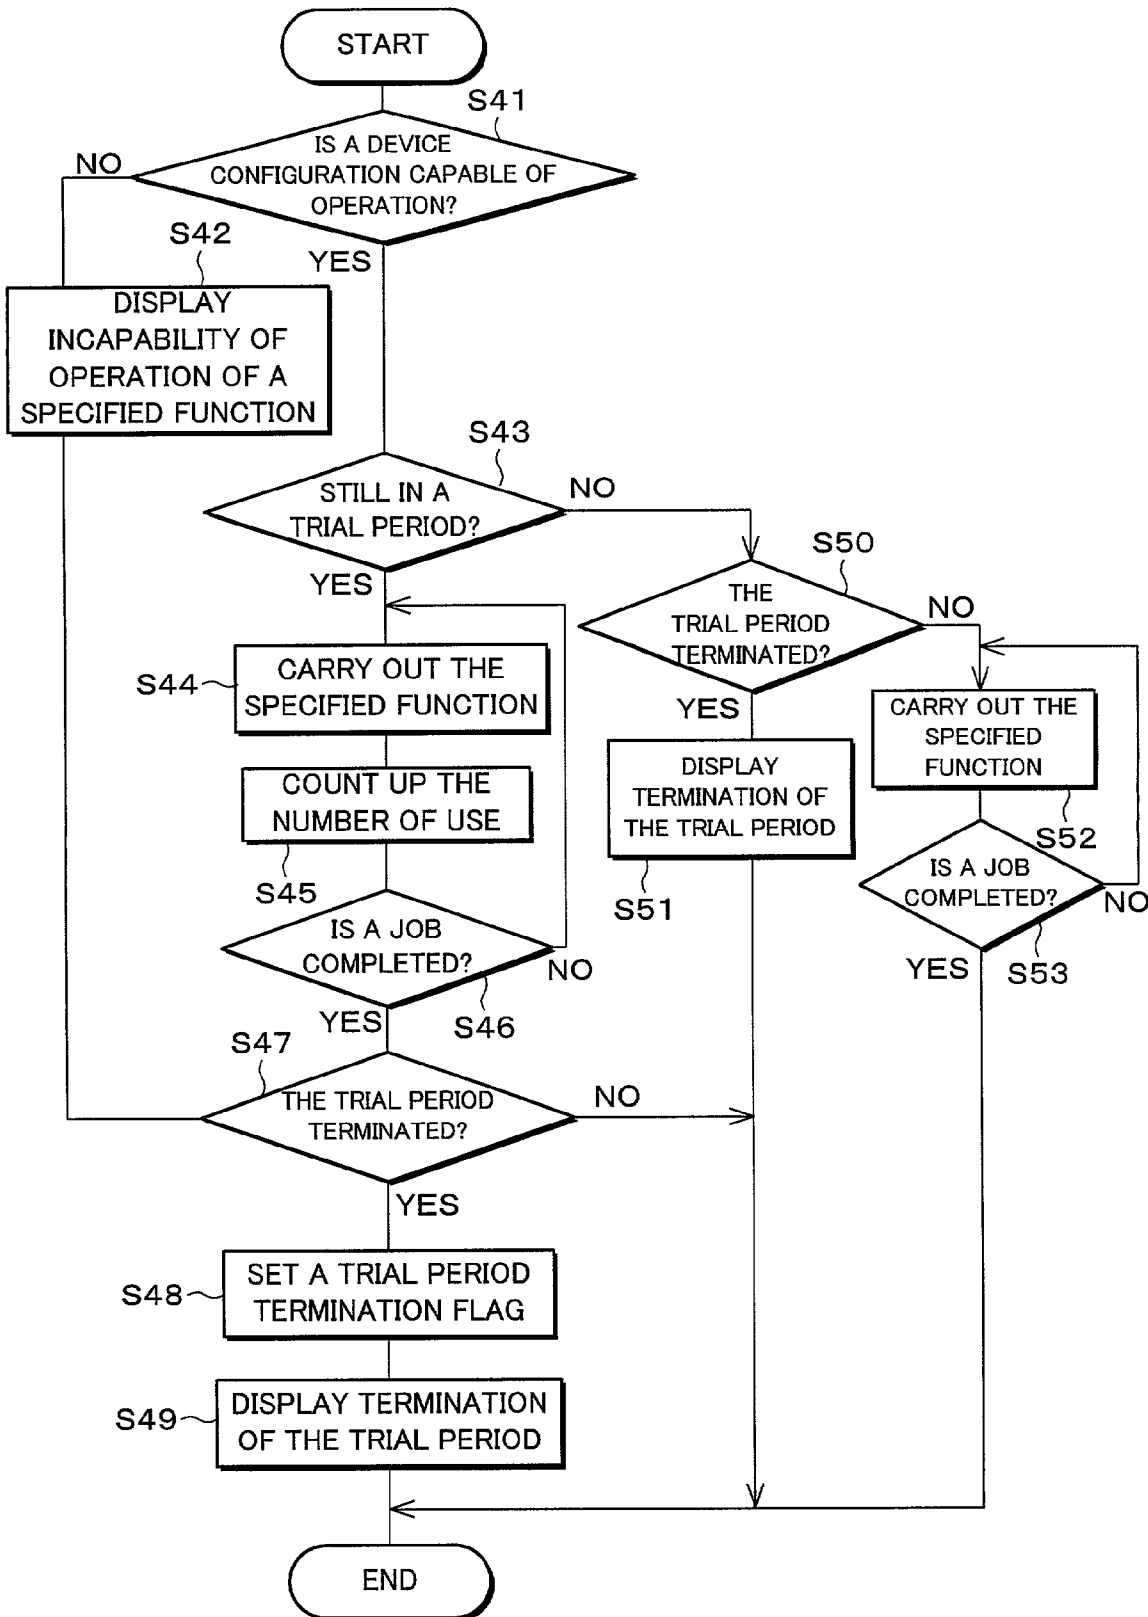 START
S41
IS A DEVICE
CONFIGURATION CAPABLE OF
OPERATION?
NO
YES
S42
DISPLAY
INCAPABILITY OF
OPERATION OF A
SPECIFIED FUNCTION
S43
STILL IN A
TRIAL PERIOD?
NO
YES
S50
THE
TRIAL PERIOD
TERMINATED?
NO
YES
S44
CARRY OUT THE
SPECIFIED FUNCTION
COUNT UP THE
NUMBER OF USE
S45
IS A JOB
COMPLETED?
NO
YES
S46
DISPLAY
TERMINATION OF
THE TRIAL PERIOD
S51
CARRY OUT THE
SPECIFIED
FUNCTION
S52
IS A JOB
COMPLETED?
NO
YES
S53
S47
THE TRIAL PERIOD
TERMINATED?
NO
YES
S48
SET A TRIAL PERIOD
TERMINATION FLAG
S49
DISPLAY TERMINATION
OF THE TRIAL PERIOD
END